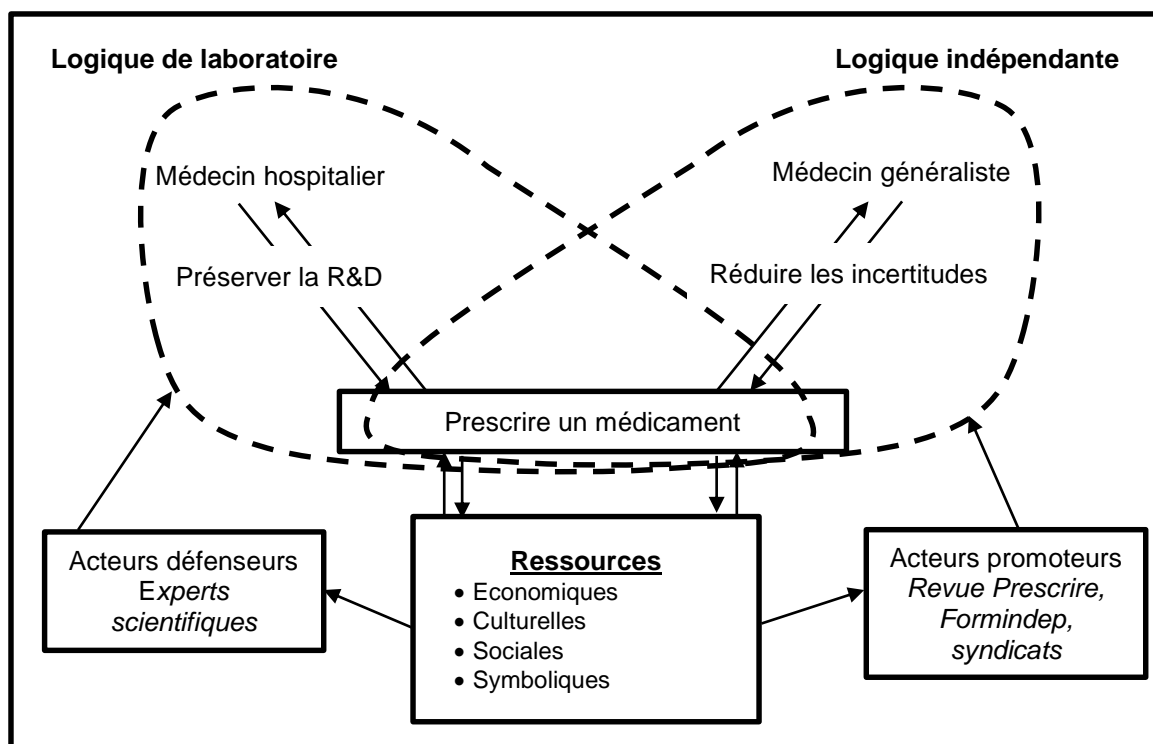 Logique de laboratoire
Logique indépendante
Médecin hospitalier
Médecin généraliste
Préserver la R&D
Réduire les incertitudes
Prescrire un médicament
Acteurs défenseurs
Experts
scientifiques
Ressources
• Economiques
• Culturelles
• Sociales
• Symboliques
Acteurs promoteurs
Revue Prescrire,
Formindep,
syndicats